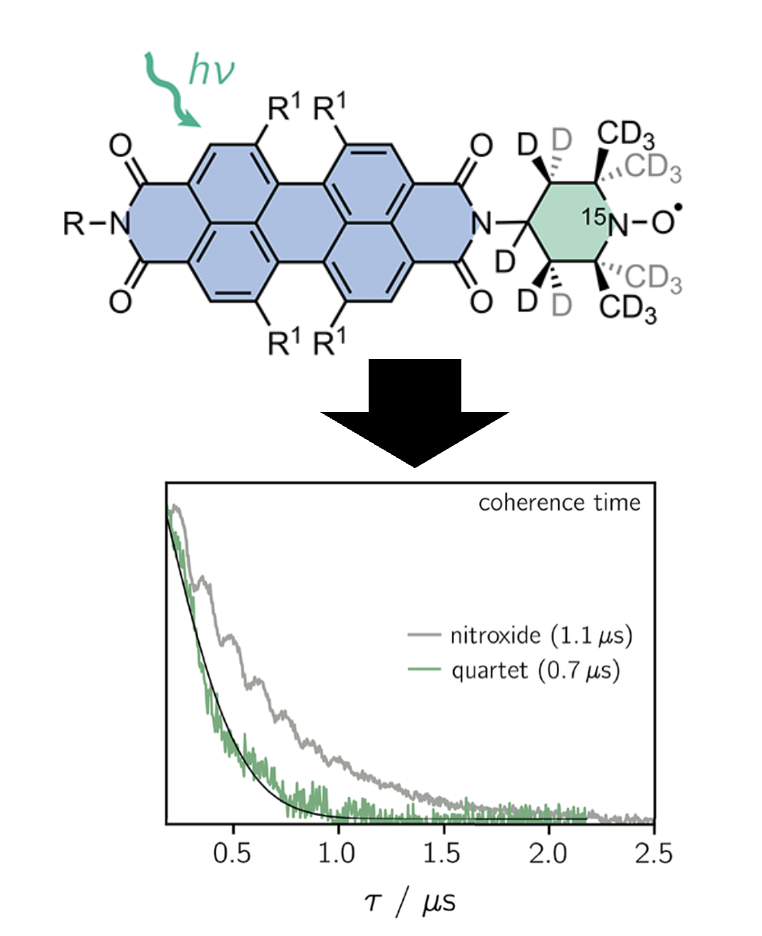 hν
R¹ R¹
O O D D CD₃
CD₃
R–N N ¹⁵N–O•
D
CD₃
O O D D CD₃
R¹ R¹
coherence time
nitroxide (1.1 μs)
quartet (0.7 μs)
0.5 1.0 1.5 2.0 2.5
τ / μs